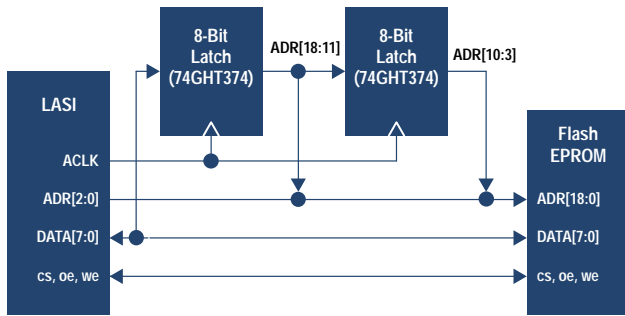 8-Bit
Latch
(74GHT374)
ADR[18:11]
8-Bit
Latch
(74GHT374)
ADR[10:3]
LASI
ACLK
ADR[2:0]
DATA[7:0]
cs, oe, we
Flash
EPROM
ADR[18:0]
DATA[7:0]
cs, oe, we